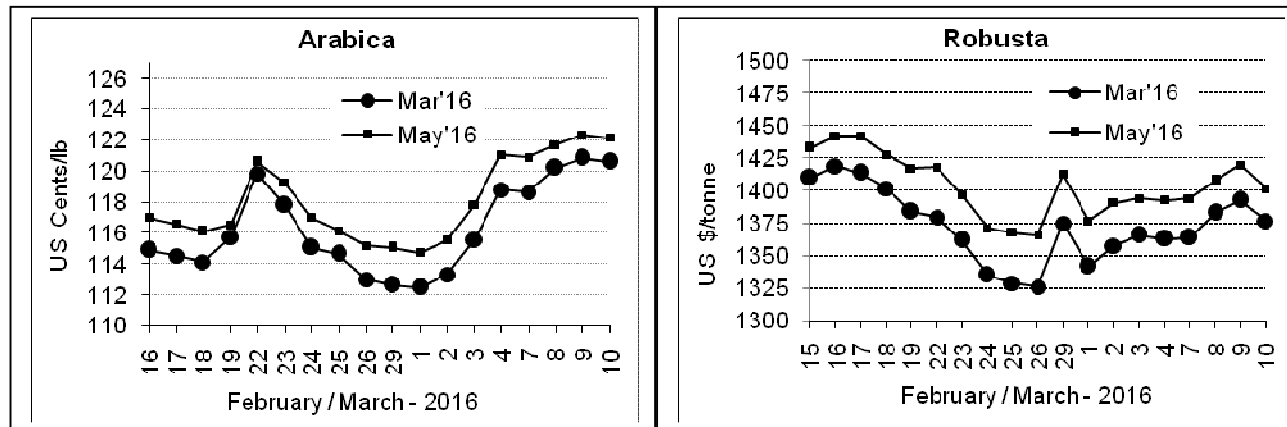 Arabica
126
124
122
120
118
116
114
112
110
US Cents/lb
Mar'16
May'16
16 17 18 19 22 23 24 25 26 29 1 2 3 4 7 8 9 10
February / March - 2016
Robusta
1500
1475
1450
1425
1400
1375
1350
1325
1300
US $/tonne
Mar'16
May'16
15 16 17 18 19 22 23 24 25 26 29 1 2 3 4 7 8 9 10
February / March - 2016